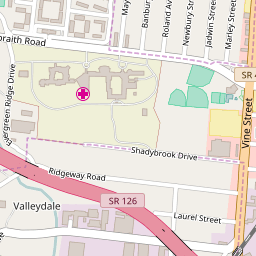 May
Banbury
Roland Av
Newbury Street
Jadwin Street
Marley Street
braith Road
SR 4
Evergreen Ridge Drive
Vine Street
Shadybrook Drive
Ridgeway Road
SR 126
Valleydale
Laurel Street